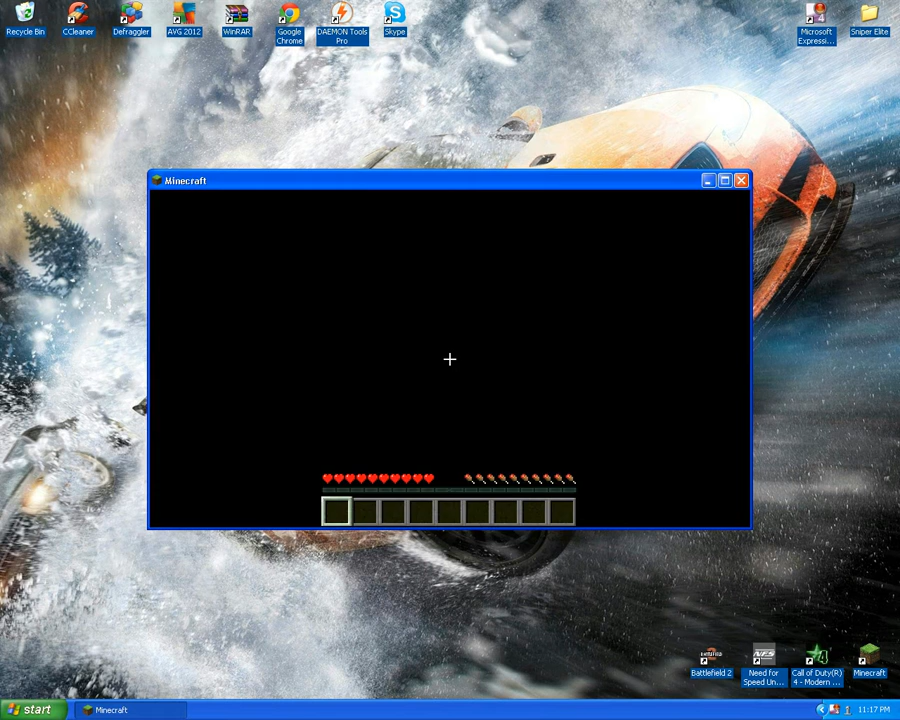 Recycle Bin
CCleaner
Defraggler
AVG 2012
WinRAR
Google
Chrome
DAEMON Tools
Pro
Skype
Microsoft
Expressi...
Sniper Elite
Minecraft
Battlefield 2
Need for
Speed Un...
Call of Duty(R)
4 - Modern ...
Minecraft
start
Minecraft
11:17 PM